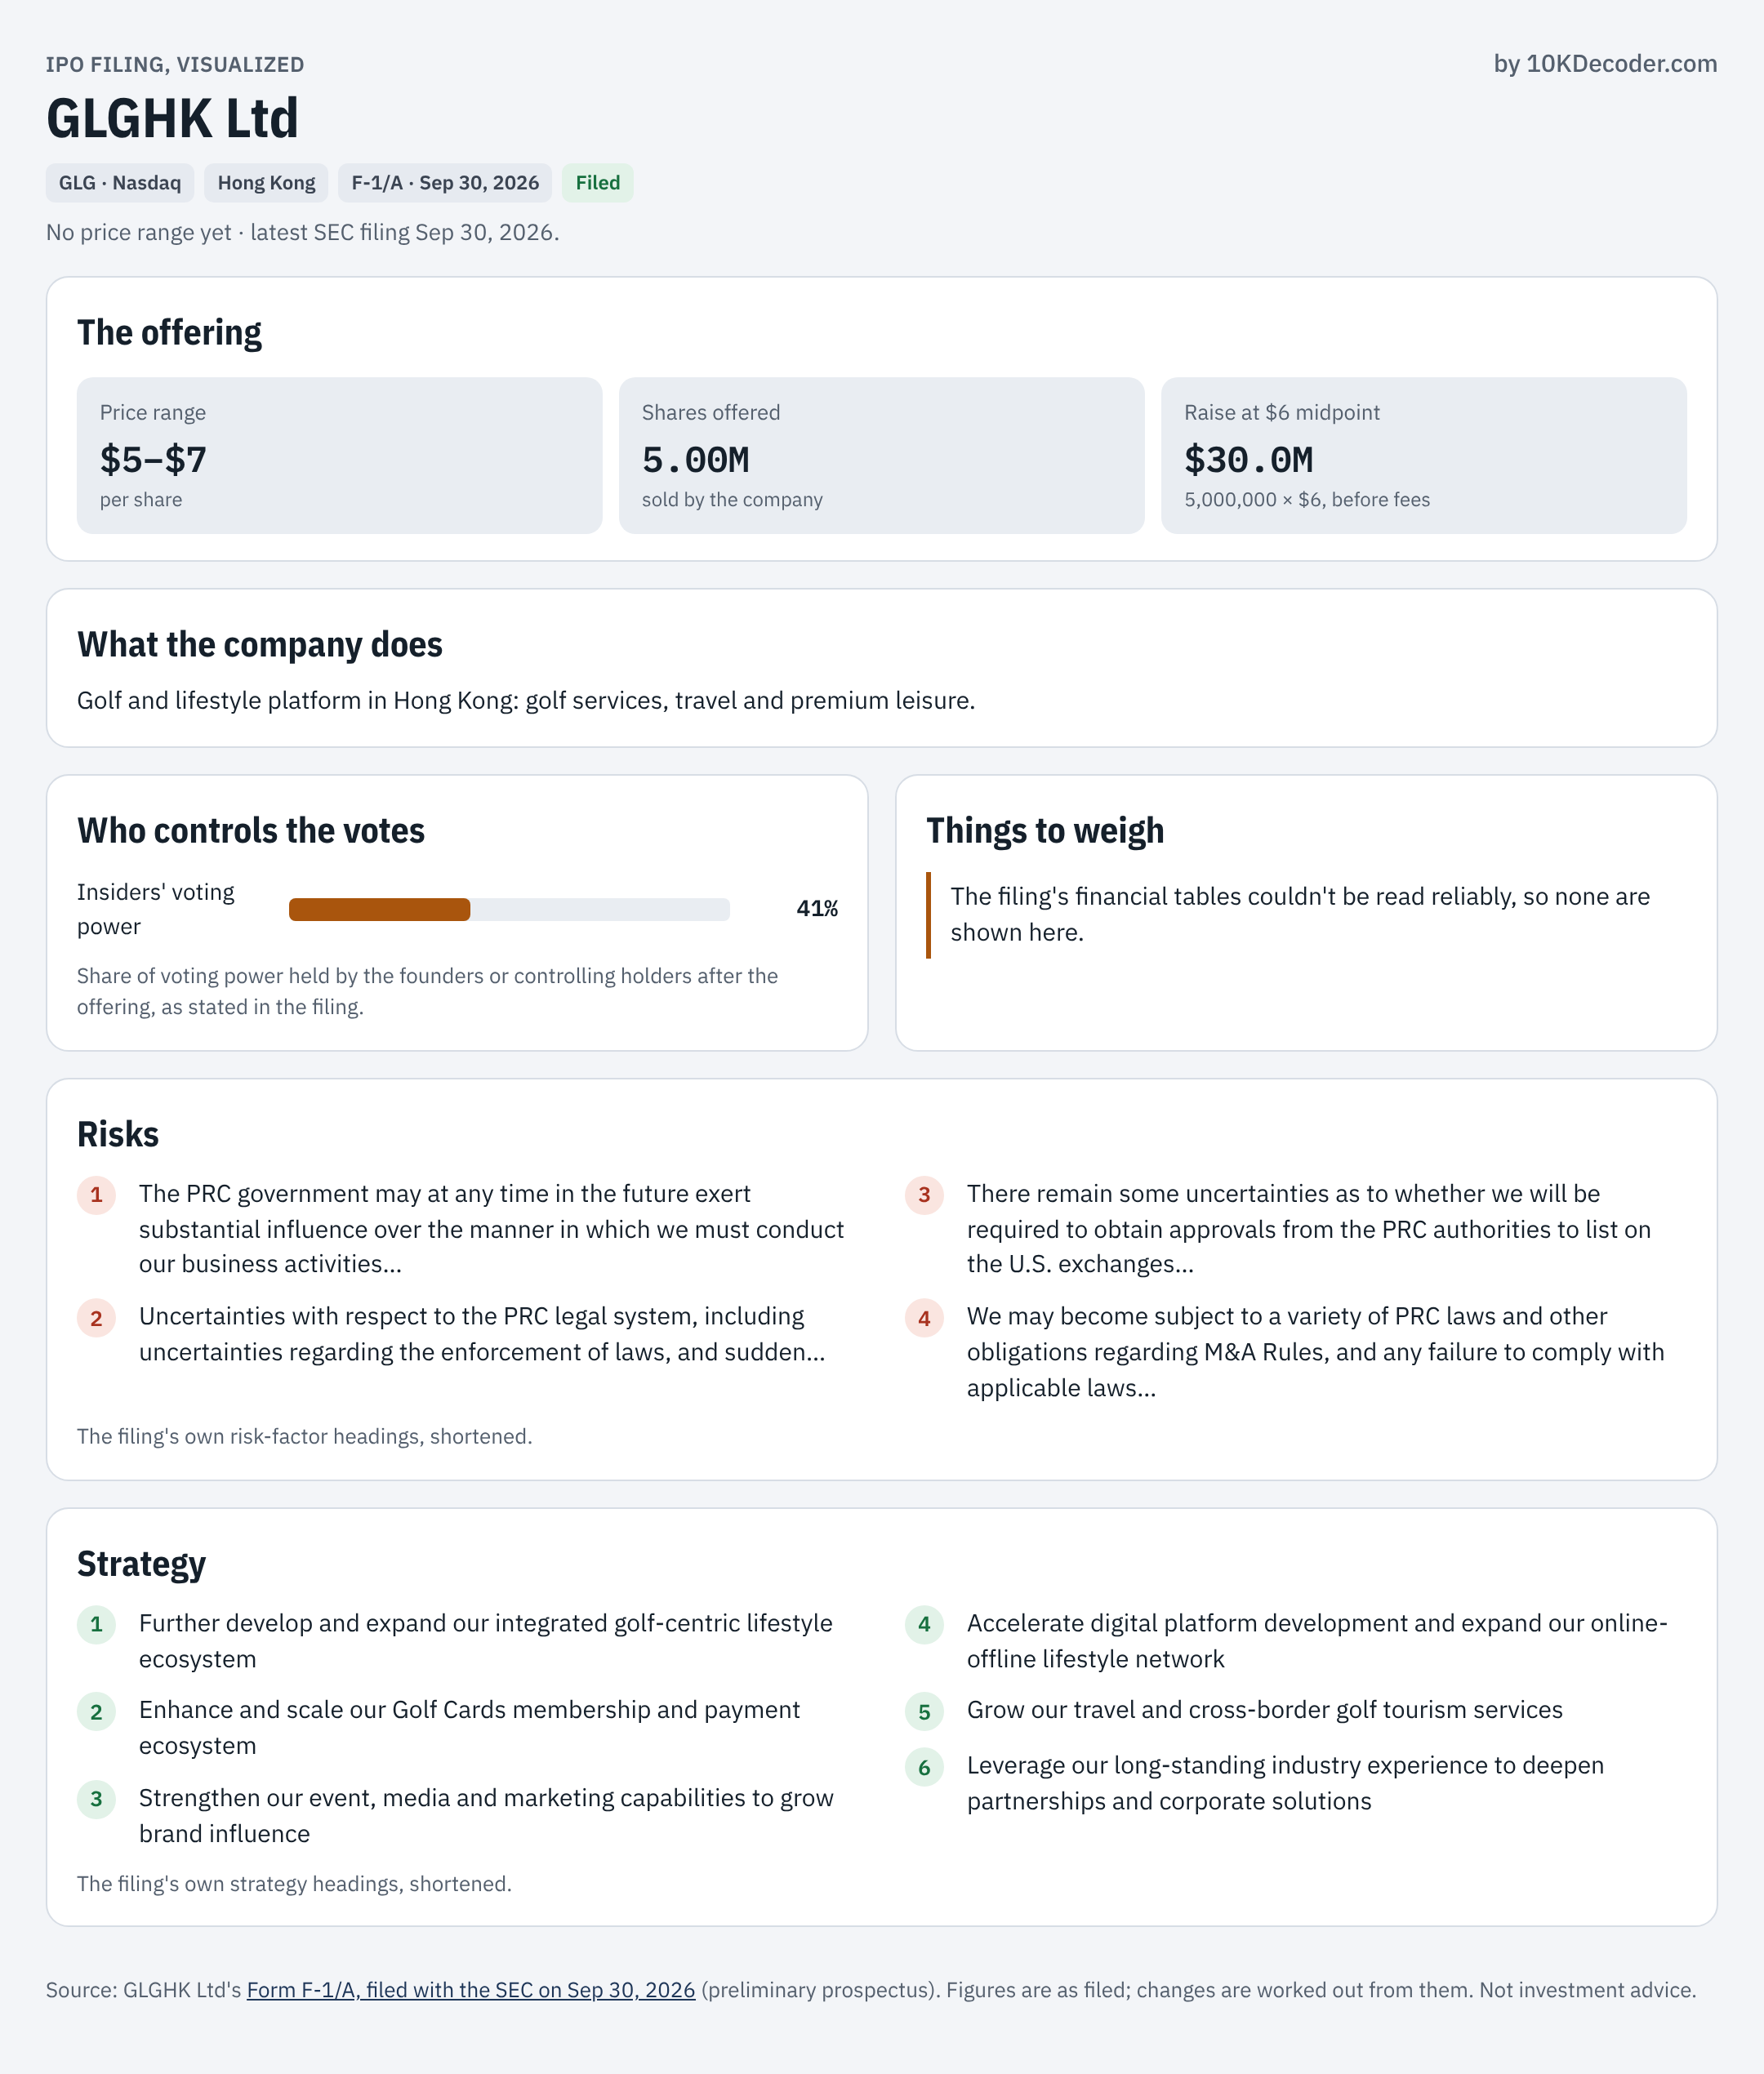 IPO FILING, VISUALIZED
by 10KDecoder.com
GLGHK Ltd
GLG · Nasdaq
Hong Kong
F-1/A · Sep 30, 2026
Filed
No price range yet · latest SEC filing Sep 30, 2026.
The offering
Price range
$5–$7
per share
Shares offered
5.00M
sold by the company
Raise at $6 midpoint
$30.0M
5,000,000 × $6, before fees
What the company does
Golf and lifestyle platform in Hong Kong: golf services, travel and premium leisure.
Who controls the votes
Insiders' voting
power
41%
Share of voting power held by the founders or controlling holders after the
offering, as stated in the filing.
Things to weigh
The filing's financial tables couldn't be read reliably, so none are
shown here.
Risks
1
The PRC government may at any time in the future exert
substantial influence over the manner in which we must conduct
our business activities...
2
Uncertainties with respect to the PRC legal system, including
uncertainties regarding the enforcement of laws, and sudden...
3
There remain some uncertainties as to whether we will be
required to obtain approvals from the PRC authorities to list on
the U.S. exchanges...
4
We may become subject to a variety of PRC laws and other
obligations regarding M&A Rules, and any failure to comply with
applicable laws...
The filing's own risk-factor headings, shortened.
Strategy
1
Further develop and expand our integrated golf-centric lifestyle
ecosystem
2
Enhance and scale our Golf Cards membership and payment
ecosystem
3
Strengthen our event, media and marketing capabilities to grow
brand influence
4
Accelerate digital platform development and expand our online-
offline lifestyle network
5
Grow our travel and cross-border golf tourism services
6
Leverage our long-standing industry experience to deepen
partnerships and corporate solutions
The filing's own strategy headings, shortened.
Source: GLGHK Ltd's Form F-1/A, filed with the SEC on Sep 30, 2026 (preliminary prospectus). Figures are as filed; changes are worked out from them. Not investment advice.